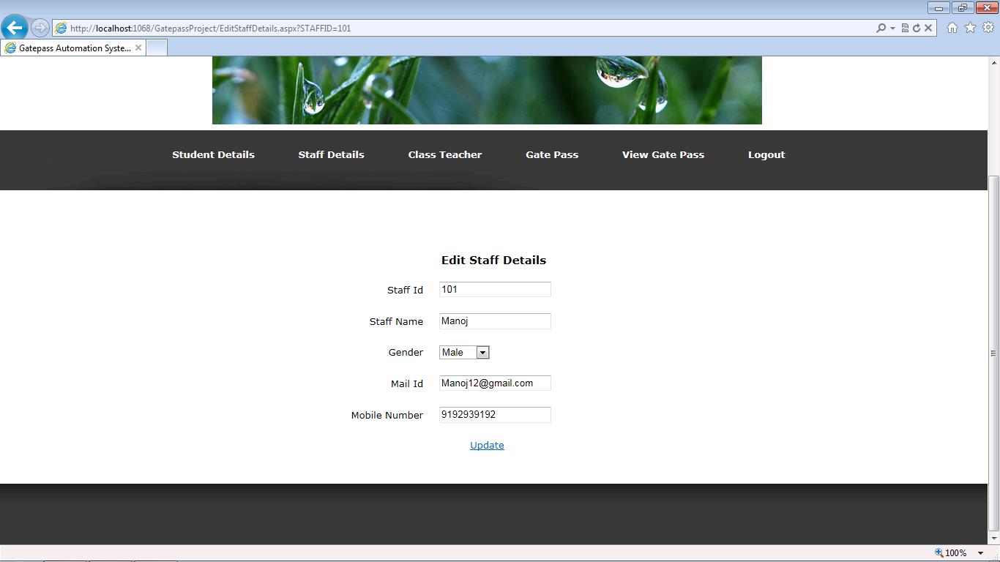 http://localhost:1068/GatepassProject/EditStaffDetails.aspx?STAFFID=101
Gatepass Automation Syste...
Student Details Staff Details Class Teacher Gate Pass View Gate Pass Logout
Edit Staff Details
Staff Id 101
Staff Name Manoj
Gender Male
Mail Id Manoj12@gmail.com
Mobile Number 9192939192
Update
100%